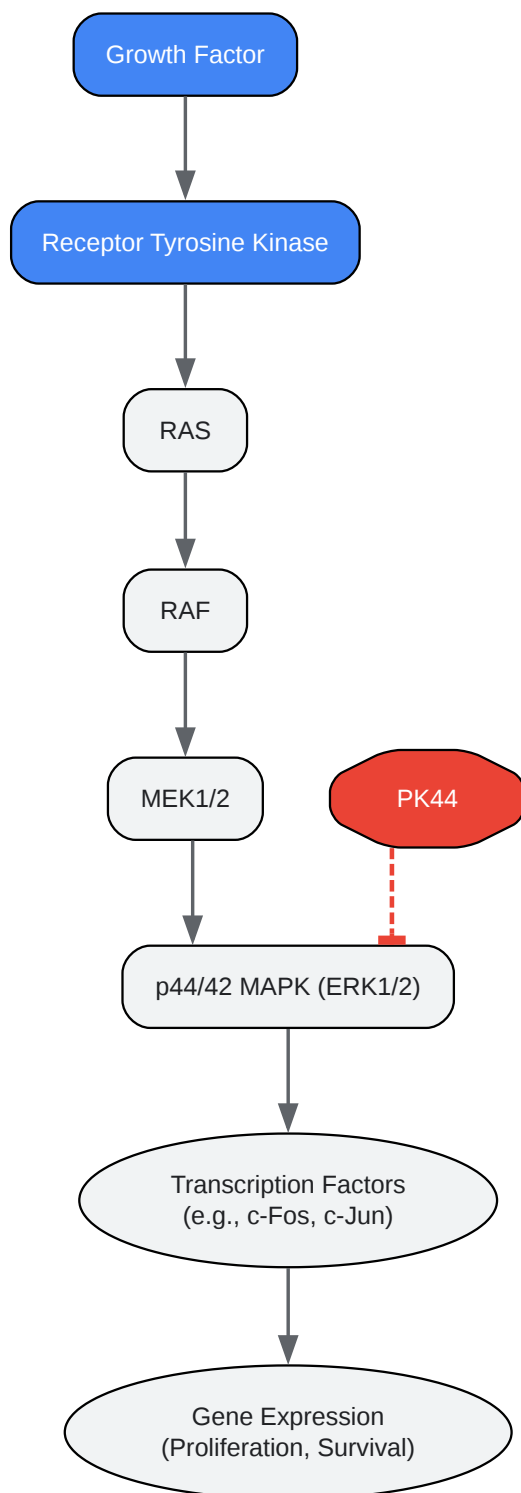 Growth Factor
Receptor Tyrosine Kinase
RAS
RAF
MEK1/2
PK44
p44/42 MAPK (ERK1/2)
Transcription Factors
(e.g., c-Fos, c-Jun)
Gene Expression
(Proliferation, Survival)